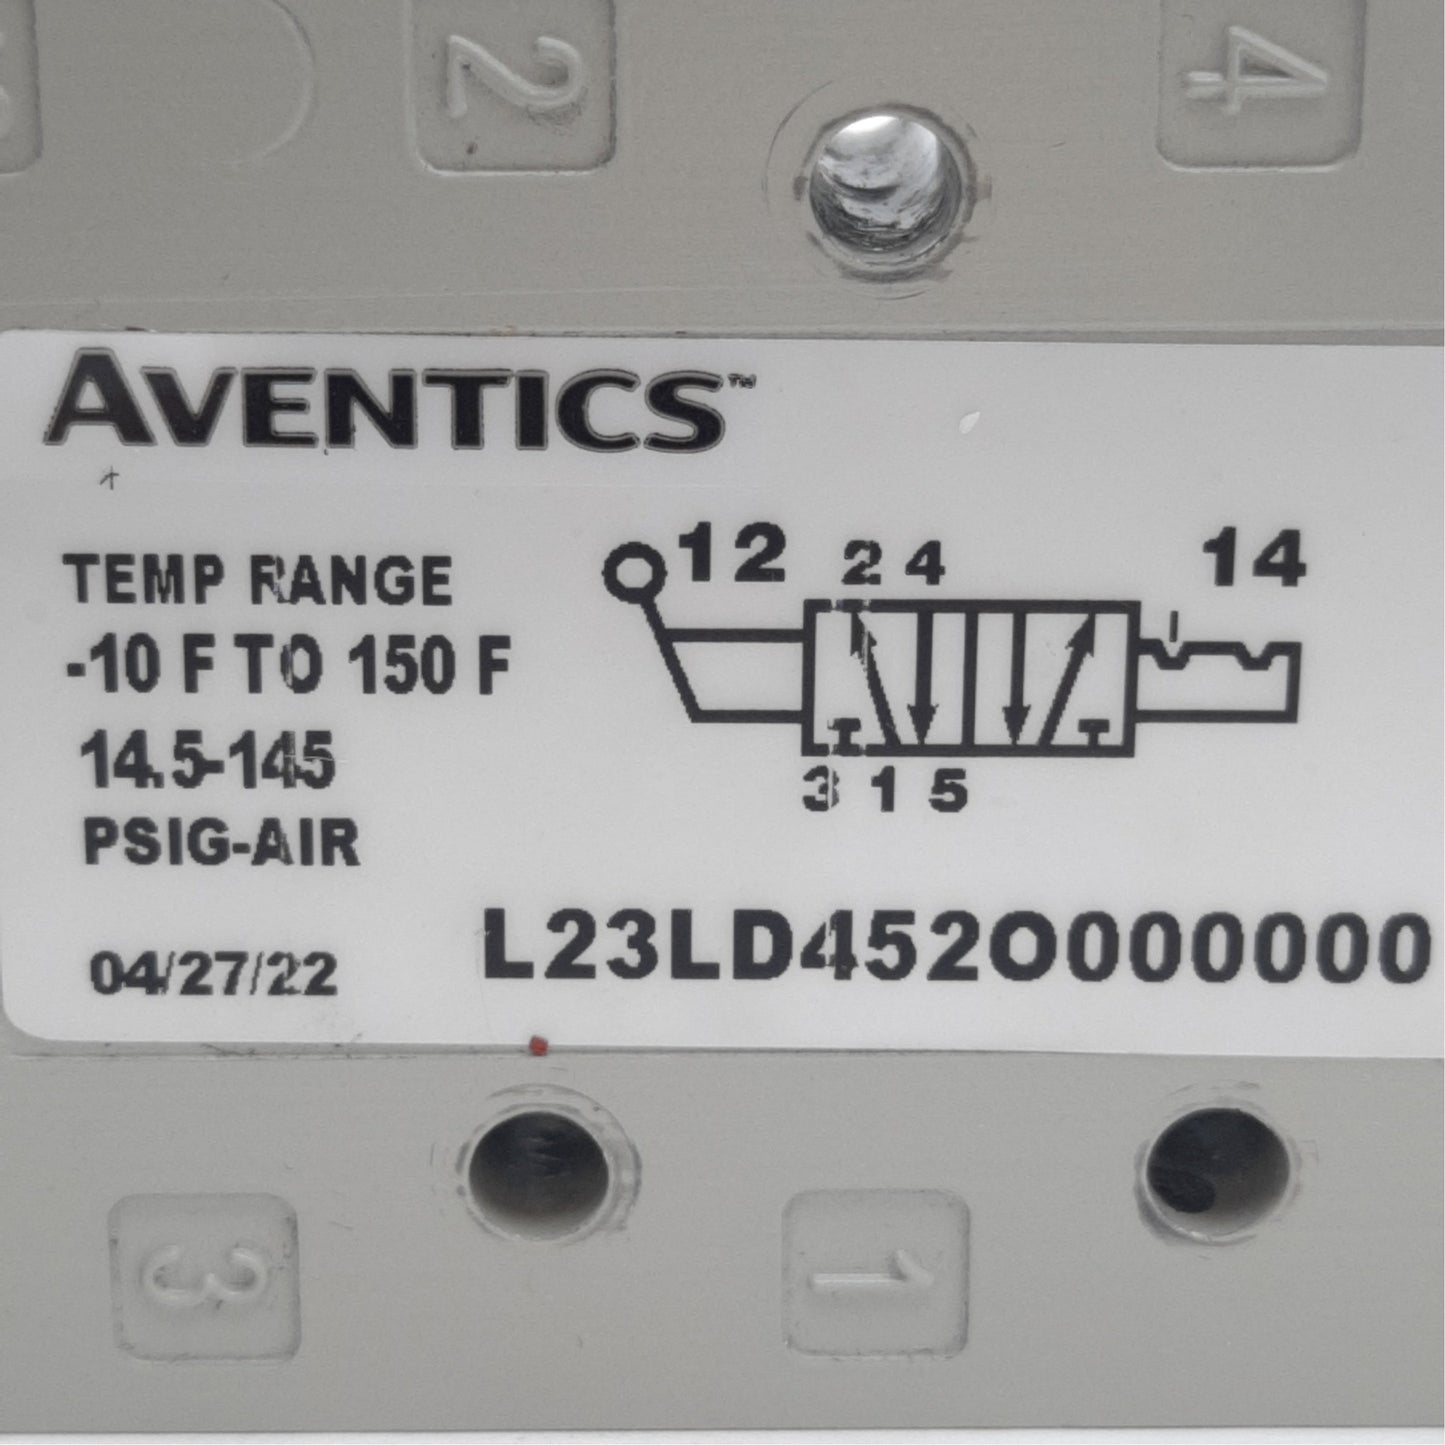 2 4
AVENTICS™
TEMP RANGE
-10 F TO 150 F
14.5-145
PSIG-AIR
04/27/22
12 2 4 14
3 1 5
L23LD452O000000
3 1